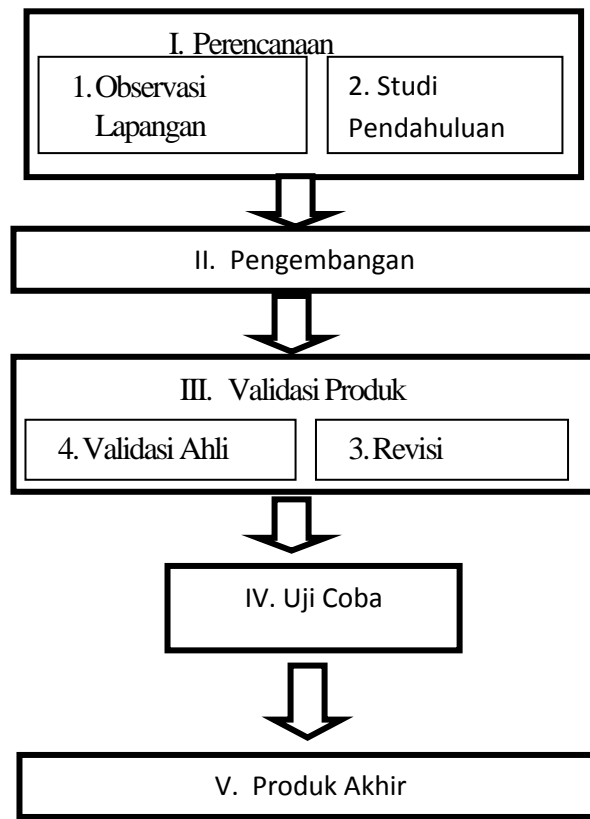 I. Perencanaan
1. Observasi
Lapangan
2. Studi
Pendahuluan
II. Pengembangan
III. Validasi Produk
4. Validasi Ahli
3. Revisi
IV. Uji Coba
V. Produk Akhir